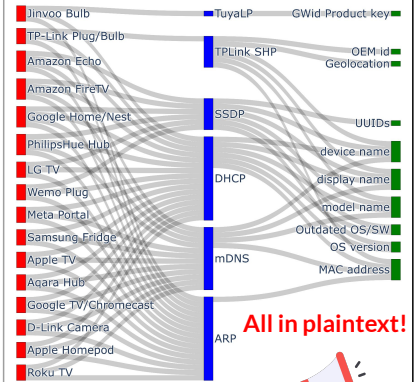 Jinvoo Bulb
TP-Link Plug/Bulb
Amazon Echo
Amazon FireTV
Google Home/Nest
PhilipsHue Hub
LG TV
Wemo Plug
Meta Portal
Samsung Fridge
Apple TV
Aqara Hub
Google TV/Chromecast
D-Link Camera
Apple Homepod
Roku TV
TuyaLP
TPLink SHP
SSDP
DHCP
mDNS
ARP
GWid Product key
OEM id
Geolocation
UUIDs
device name
display name
model name
Outdated OS/SW
OS version
MAC address
All in plaintext!